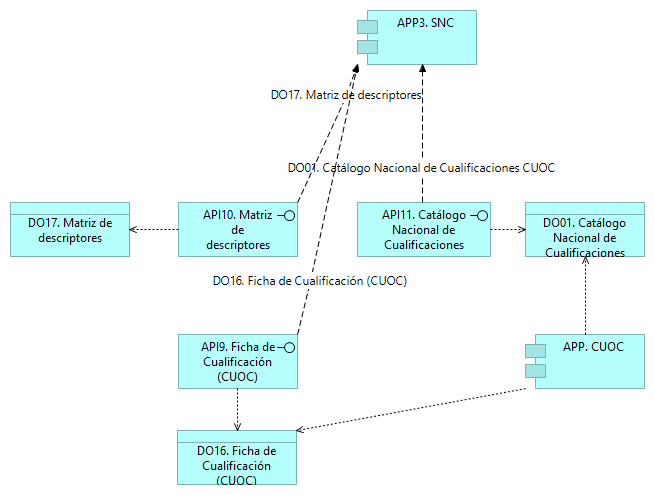 APP3. SNC
DO17. Matriz de descriptores
DO01. Catálogo Nacional de Cualificaciones CUOC
DO17. Matriz de
descriptores
API10. Matriz
de
descriptores
API11. Catálogo
Nacional de
Cualificaciones
DO01. Catálogo
Nacional de
Cualificaciones
DO16. Ficha de Cualificación (CUOC)
API9. Ficha de
Cualificación
(CUOC)
APP. CUOC
DO16. Ficha de
Cualificación
(CUOC)